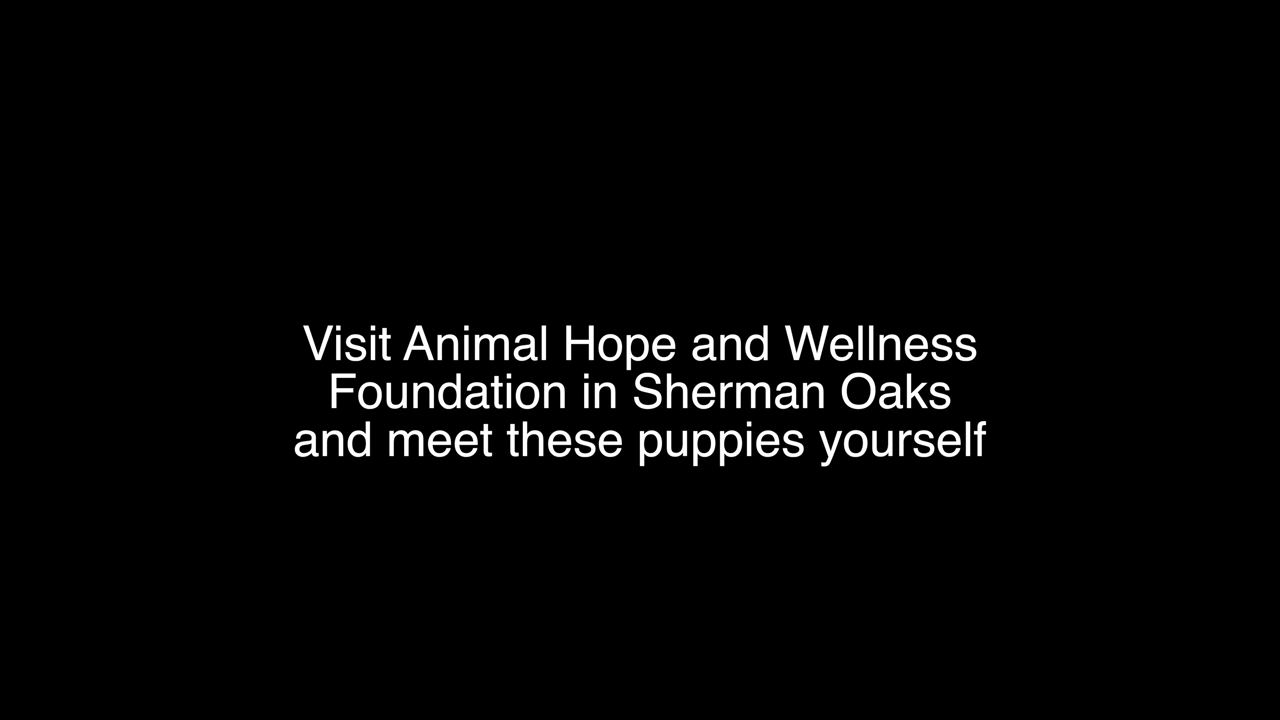 Visit Animal Hope and Wellness
Foundation in Sherman Oaks
and meet these puppies yourself